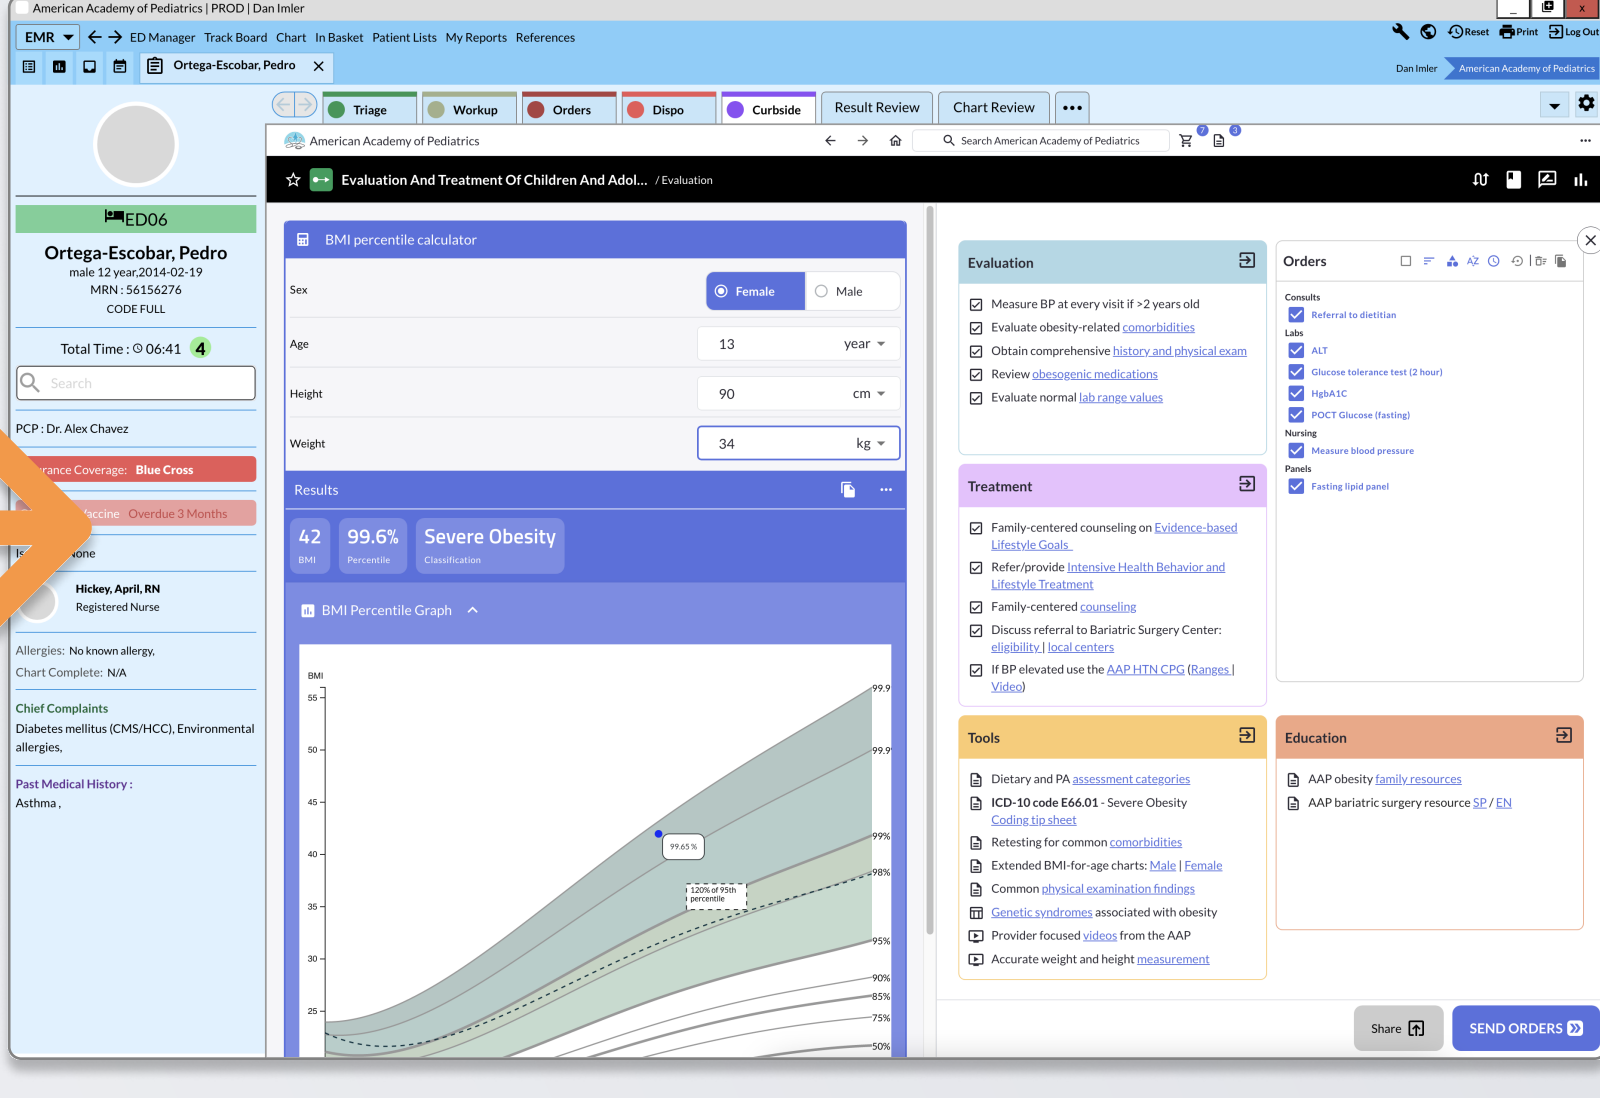 American Academy of Pediatrics | PROD | Dan Imler
EMR ED Manager Track Board Chart In Basket Patient Lists My Reports References
Reset Print Log Out
Ortega-Escobar, Pedro X
Dan Imler American Academy of Pediatrics
ED06
Ortega-Escobar, Pedro
male 12 year,2014-02-19
MRN : 56156276
CODE FULL
Total Time : 06:41 4
Search
PCP : Dr. Alex Chavez
rance Coverage: Blue Cross
accine Overdue 3 Months
Is one
Hickey, April, RN
Registered Nurse
Allergies: No known allergy,
Chart Complete: N/A
Chief Complaints
Diabetes mellitus (CMS/HCC), Environmental
allergies,
Past Medical History :
Asthma ,
Triage Workup Orders Dispo Curbside Result Review Chart Review
American Academy of Pediatrics
Search American Academy of Pediatrics 7 3
Evaluation And Treatment Of Children And Adol... / Evaluation
BMI percentile calculator
Sex Female Male
Age 13 year
Height 90 cm
Weight 34 kg
Results
42 99.6% Severe Obesity
BMI Percentile Classification
BMI Percentile Graph
BMI
55
50
45
40
35
30
25
99.65 %
120% of 95th
percentile
99.9
99.9
99%
98%
95%
90%
85%
75%
50%
Evaluation
Measure BP at every visit if >2 years old
Evaluate obesity-related comorbidities
Obtain comprehensive history and physical exam
Review obesogenic medications
Evaluate normal lab range values
Treatment
Family-centered counseling on Evidence-based
Lifestyle Goals
Refer/provide Intensive Health Behavior and
Lifestyle Treatment
Family-centered counseling
Discuss referral to Bariatric Surgery Center:
eligibility | local centers
If BP elevated use the AAP HTN CPG (Ranges |
Video)
Tools
Dietary and PA assessment categories
ICD-10 code E66.01 - Severe Obesity
Coding tip sheet
Retesting for common comorbidities
Extended BMI-for-age charts: Male | Female
Common physical examination findings
Genetic syndromes associated with obesity
Provider focused videos from the AAP
Accurate weight and height measurement
Orders
Consults
Referral to dietitian
Labs
ALT
Glucose tolerance test (2 hour)
HgbA1C
POCT Glucose (fasting)
Nursing
Measure blood pressure
Panels
Fasting lipid panel
Education
AAP obesity family resources
AAP bariatric surgery resource SP / EN
Share SEND ORDERS